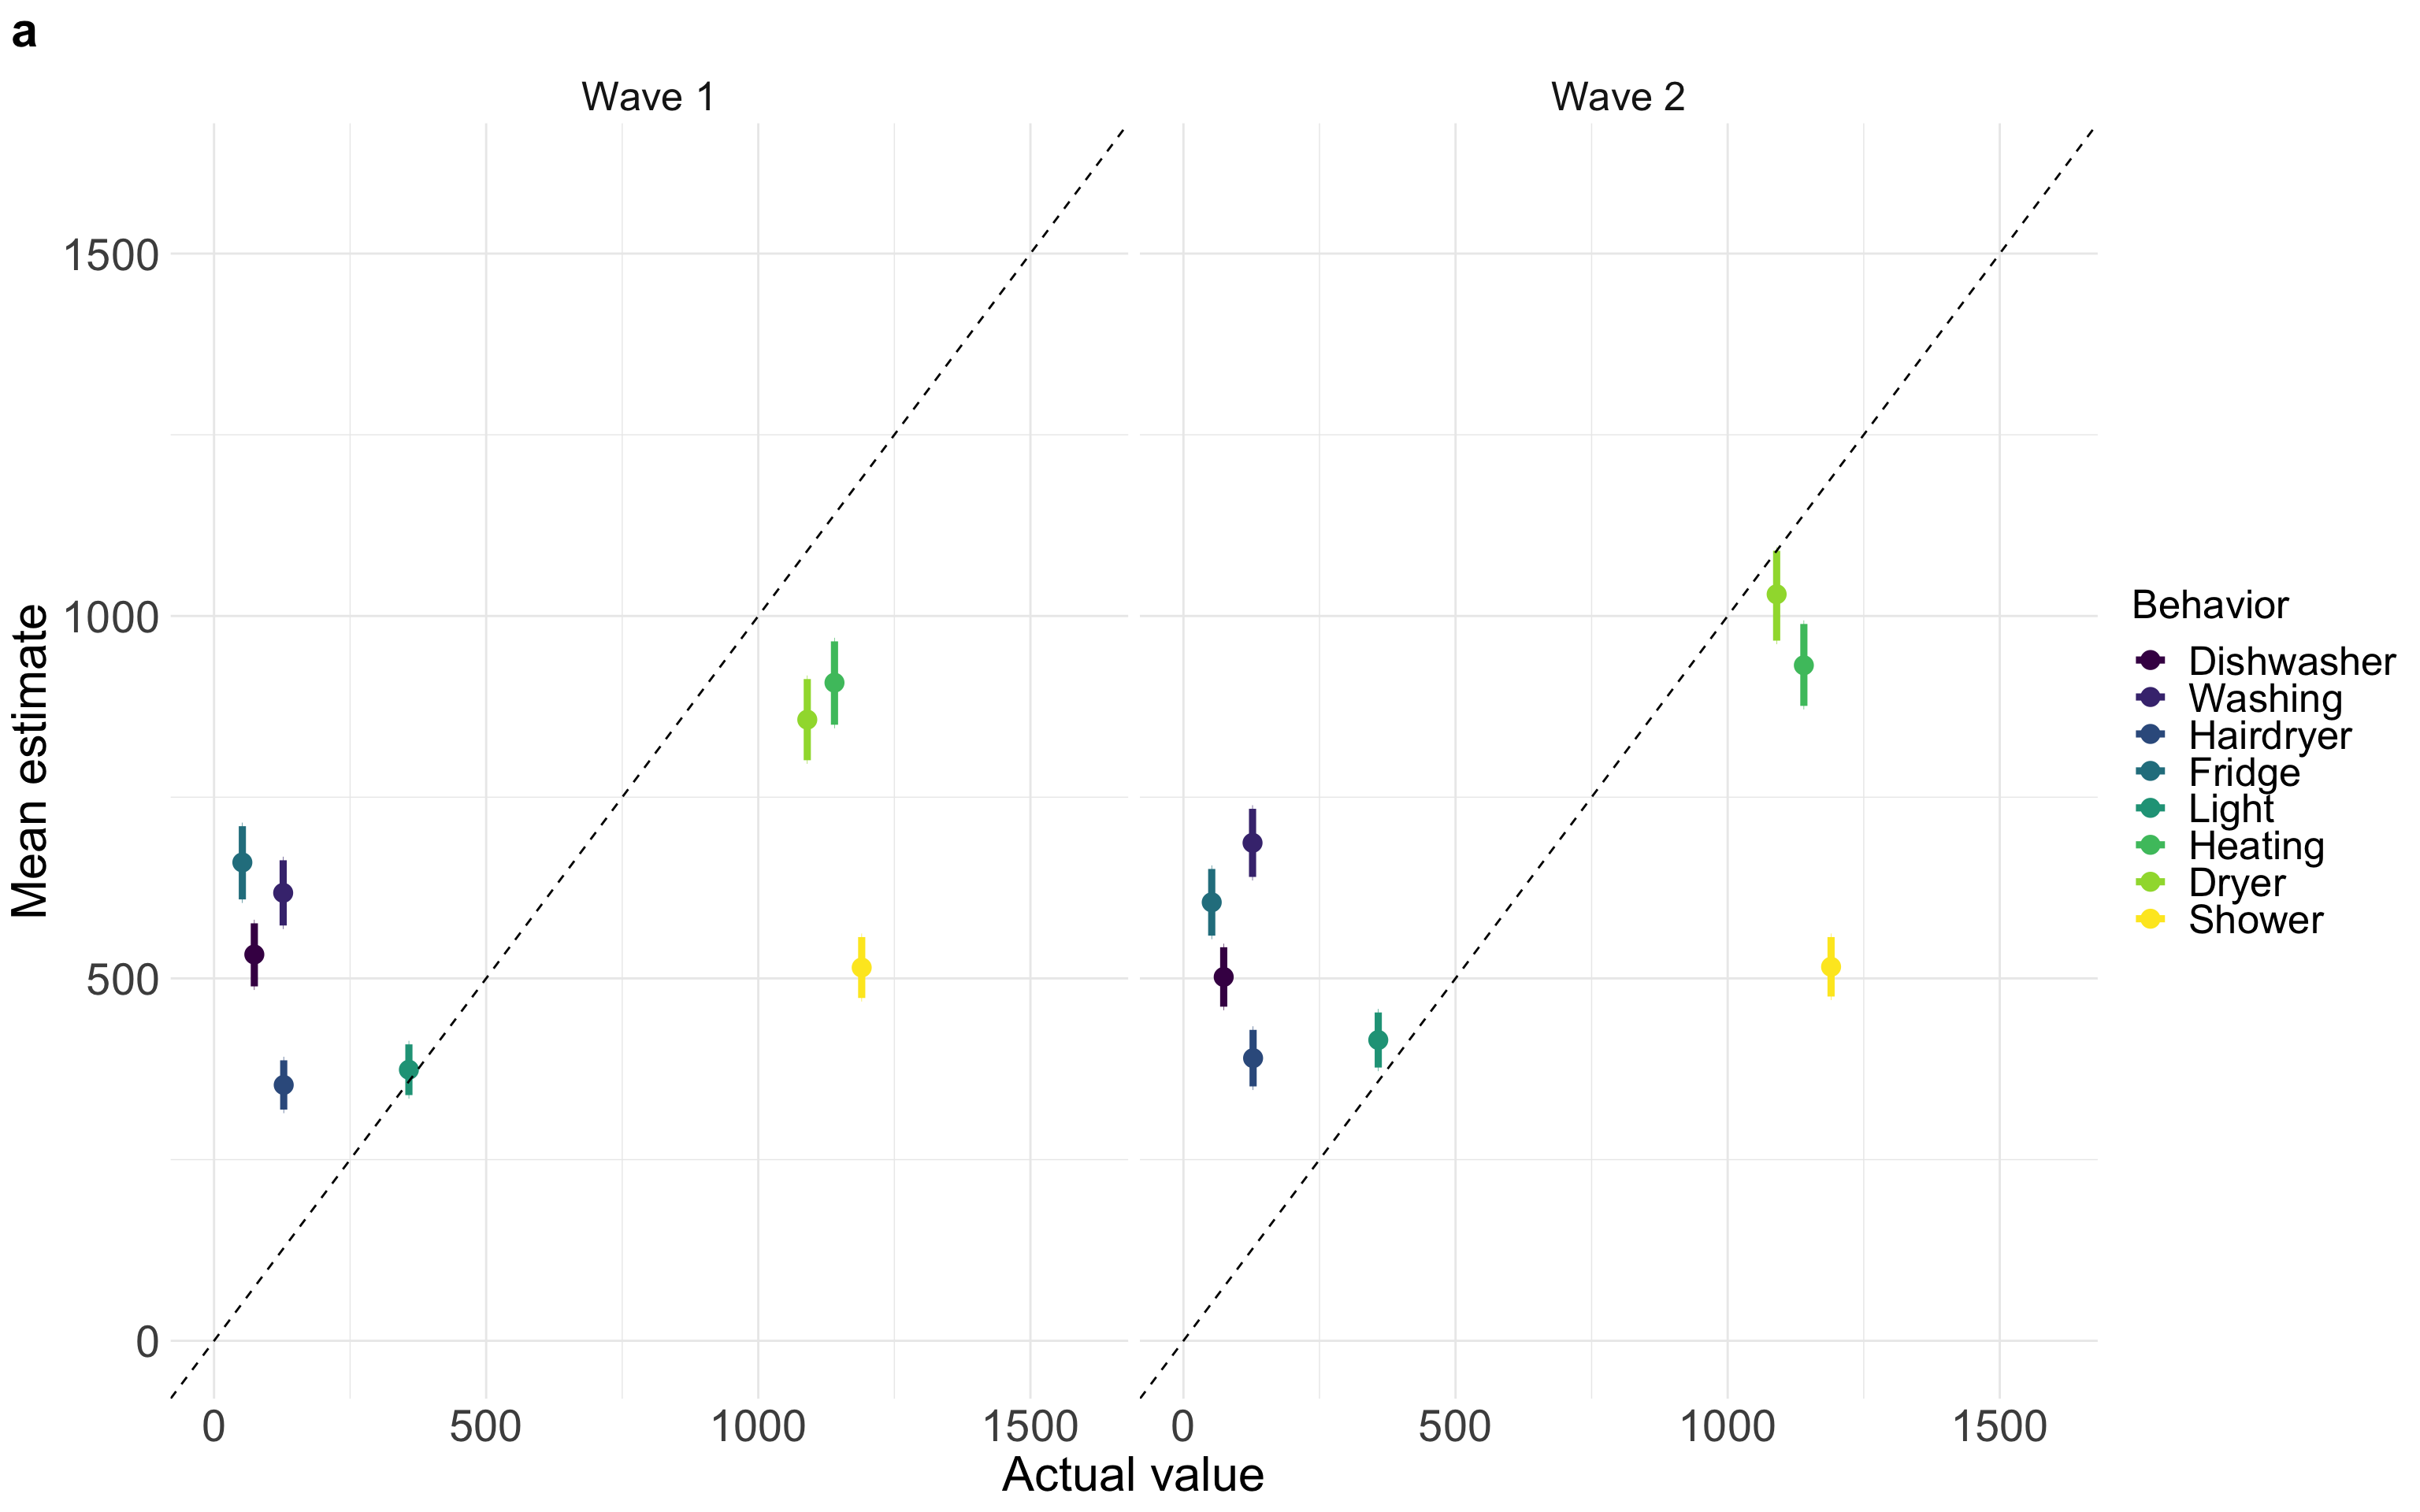 a
Wave 1
Wave 2
1500
1000
500
0
Mean estimate
0 500 1000 1500
0 500 1000 1500
Actual value
Behavior
Dishwasher
Washing
Hairdryer
Fridge
Light
Heating
Dryer
Shower